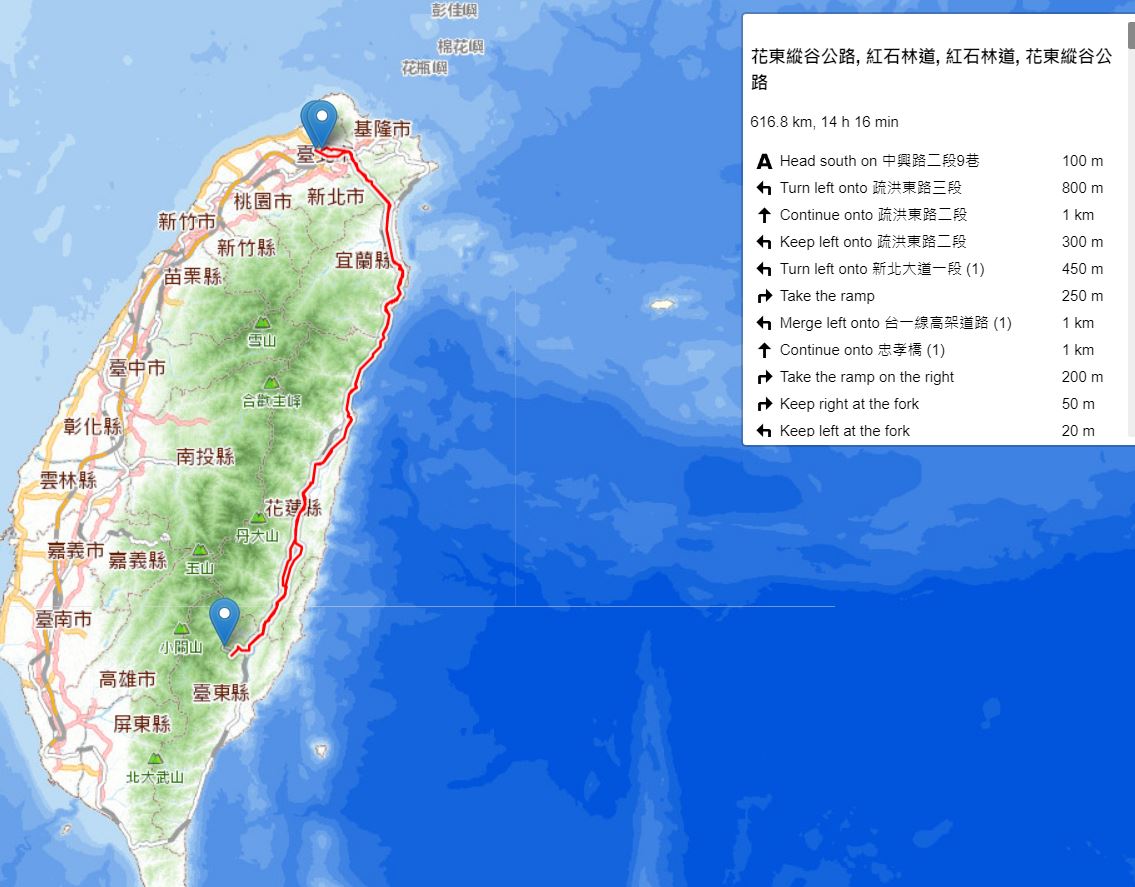 彭佳嶼
棉花嶼
花瓶嶼
基隆市
新北市
桃園市
新竹市
新竹縣
宜蘭縣
苗栗縣
雪山
臺中市
合歡主峰
彰化縣
南投縣
雲林縣
花蓮縣
丹大山
嘉義市
嘉義縣
玉山
臺南市
小關山
高雄市
臺東縣
屏東縣
北大武山
花東縱谷公路, 紅石林道, 紅石林道, 花東縱谷公
路
616.8 km, 14 h 16 min
A Head south on 中興路二段9巷 100 m
Turn left onto 疏洪東路三段 800 m
Continue onto 疏洪東路二段 1 km
Keep left onto 疏洪東路二段 300 m
Turn left onto 新北大道一段 (1) 450 m
Take the ramp 250 m
Merge left onto 台一線高架道路 (1) 1 km
Continue onto 忠孝橋 (1) 1 km
Take the ramp on the right 200 m
Keep right at the fork 50 m
Keep left at the fork 20 m